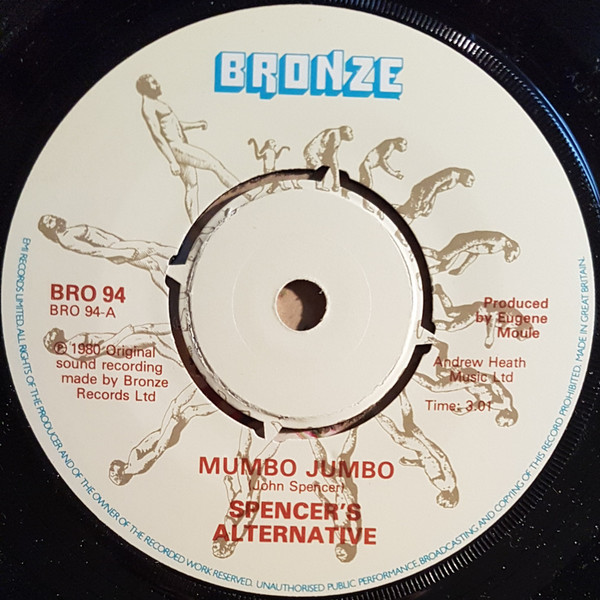 BRONZE
BRO 94
BRO 94-A
℗ 1980 Original
sound recording
made by Bronze
Records Ltd
Produced
by Eugene
Moule
Andrew Heath
Music Ltd
Time: 3.01
MUMBO JUMBO
(John Spencer)
SPENCER'S
ALTERNATIVE
EMI RECORDS LIMITED. ALL RIGHTS OF THE PRODUCER AND OF THE OWNER OF THE RECORDED WORK RESERVED. UNAUTHORISED PUBLIC PERFORMANCE, BROADCASTING AND COPYING OF THIS RECORD PROHIBITED. MADE IN GREAT BRITAIN.